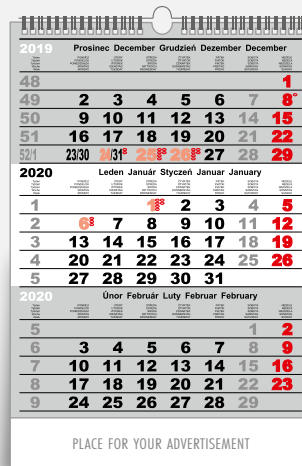 2019 Prosinec December Grudzień Dezember December
48 1
49 2 3 4 5 6 7 8
50 9 10 11 12 13 14 15
51 16 17 18 19 20 21 22
52/1 23/30 24/31 25 26 27 28 29
2020 Leden Január Styczeń Januar January
1 1 2 3 4 5
2 6 7 8 9 10 11 12
3 13 14 15 16 17 18 19
4 20 21 22 23 24 25 26
5 27 28 29 30 31
2020 Únor Február Luty Februar February
5 1 2
6 3 4 5 6 7 8 9
7 10 11 12 13 14 15 16
8 17 18 19 20 21 22 23
9 24 25 26 27 28 29
PLACE FOR YOUR ADVERTISEMENT